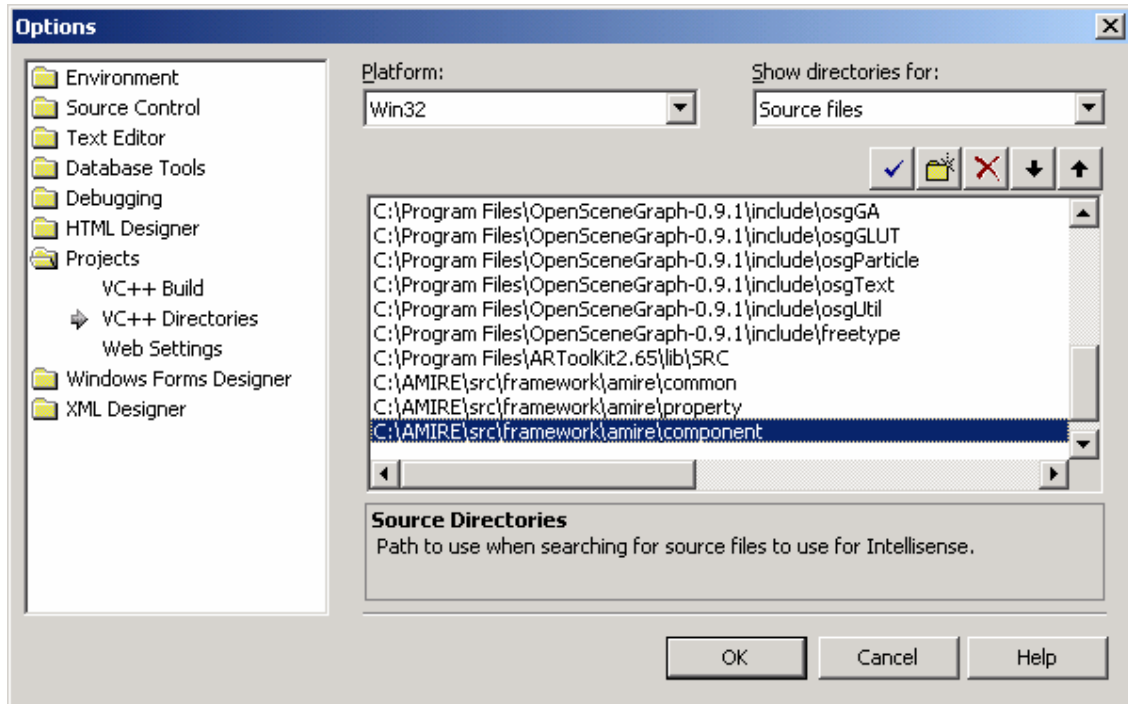 Options
Environment
Source Control
Text Editor
Database Tools
Debugging
HTML Designer
Projects
VC++ Build
VC++ Directories
Web Settings
Windows Forms Designer
XML Designer
Platform:
Win32
Show directories for:
Source files
C:\Program Files\OpenSceneGraph-0.9.1\include\osgGA
C:\Program Files\OpenSceneGraph-0.9.1\include\osgGLUT
C:\Program Files\OpenSceneGraph-0.9.1\include\osgParticle
C:\Program Files\OpenSceneGraph-0.9.1\include\osgText
C:\Program Files\OpenSceneGraph-0.9.1\include\osgUtil
C:\Program Files\OpenSceneGraph-0.9.1\include\freetype
C:\Program Files\ARToolKit2.65\lib\SRC
C:\AMIRE\src\framework\amire\common
C:\AMIRE\src\framework\amire\property
C:\AMIRE\src\framework\amire\component
Source Directories
Path to use when searching for source files to use for Intellisense.
OK
Cancel
Help